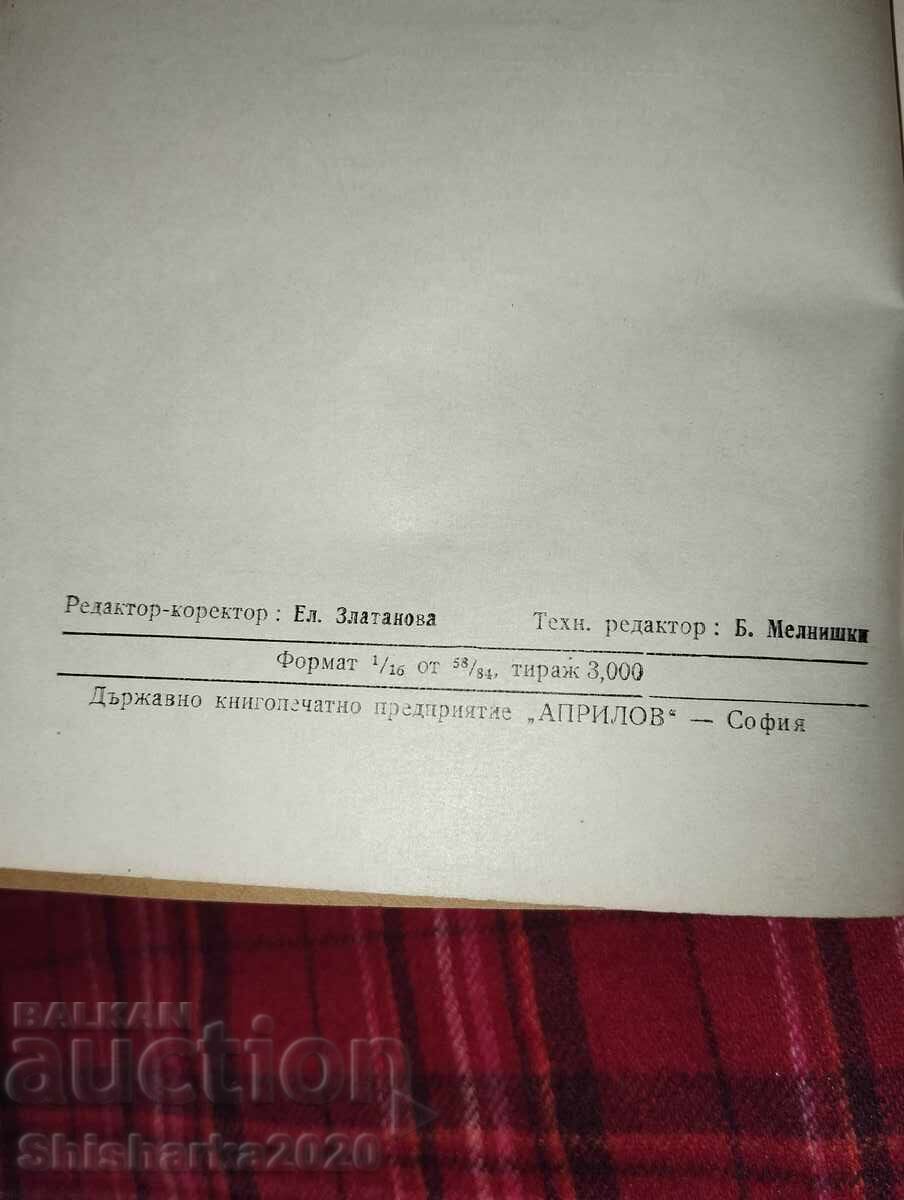 Редактор-коректор : Ел. Златанова Техн. редактор : Б. Мелнишки
Формат 1/16 от 58/84, тираж 3,000
Държавно книгопечатно предприятие „АПРИЛОВ“ — София
BALKAN
auction
Shisharka2020